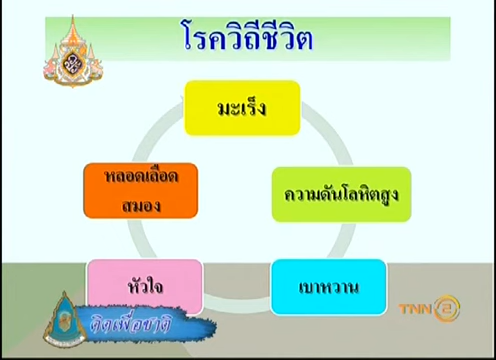 โรควิถีชีวิต
มะเร็ง
หลอดเลือด
สมอง
ความดันโลหิตสูง
หัวใจ
เบาหวาน
คิดเพื่อชาติ
TNN 2